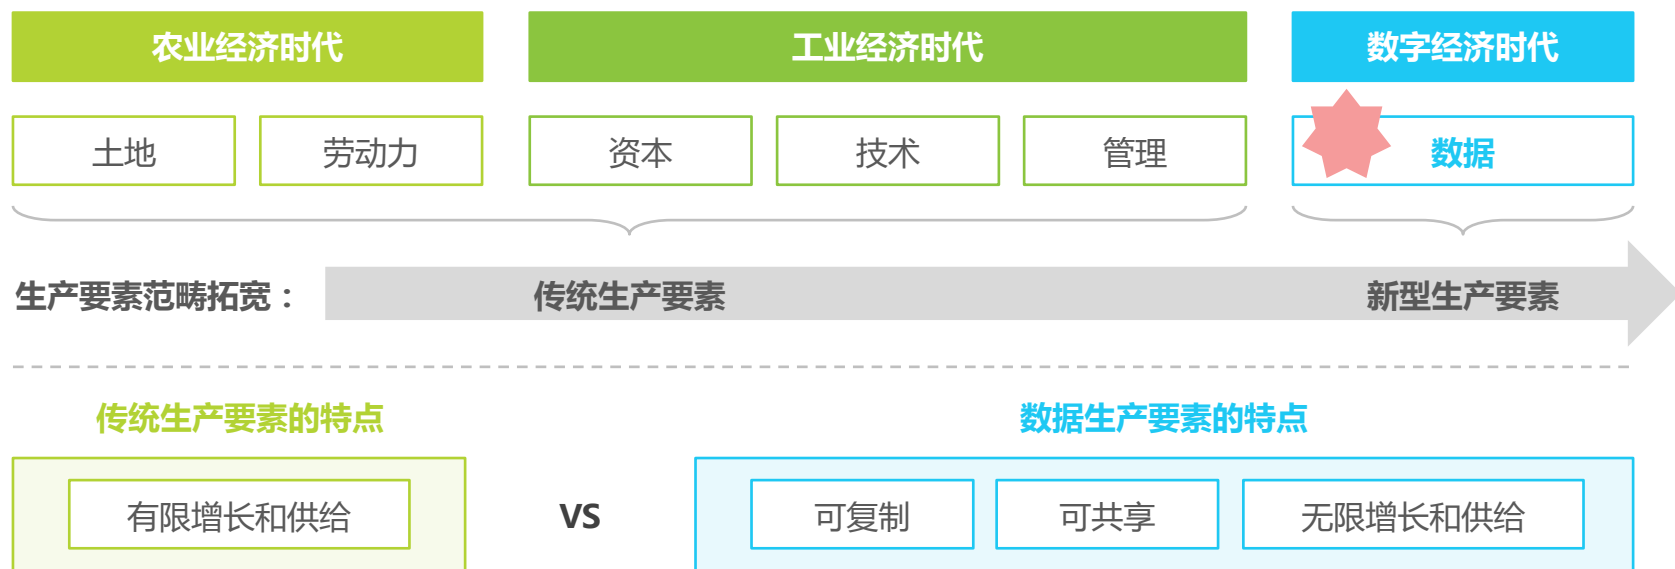 农业经济时代 工业经济时代 数字经济时代
土地 劳动力 资本 技术 管理 数据
生产要素范畴拓宽： 传统生产要素 新型生产要素
传统生产要素的特点 数据生产要素的特点
有限增长和供给 VS 可复制 可共享 无限增长和供给